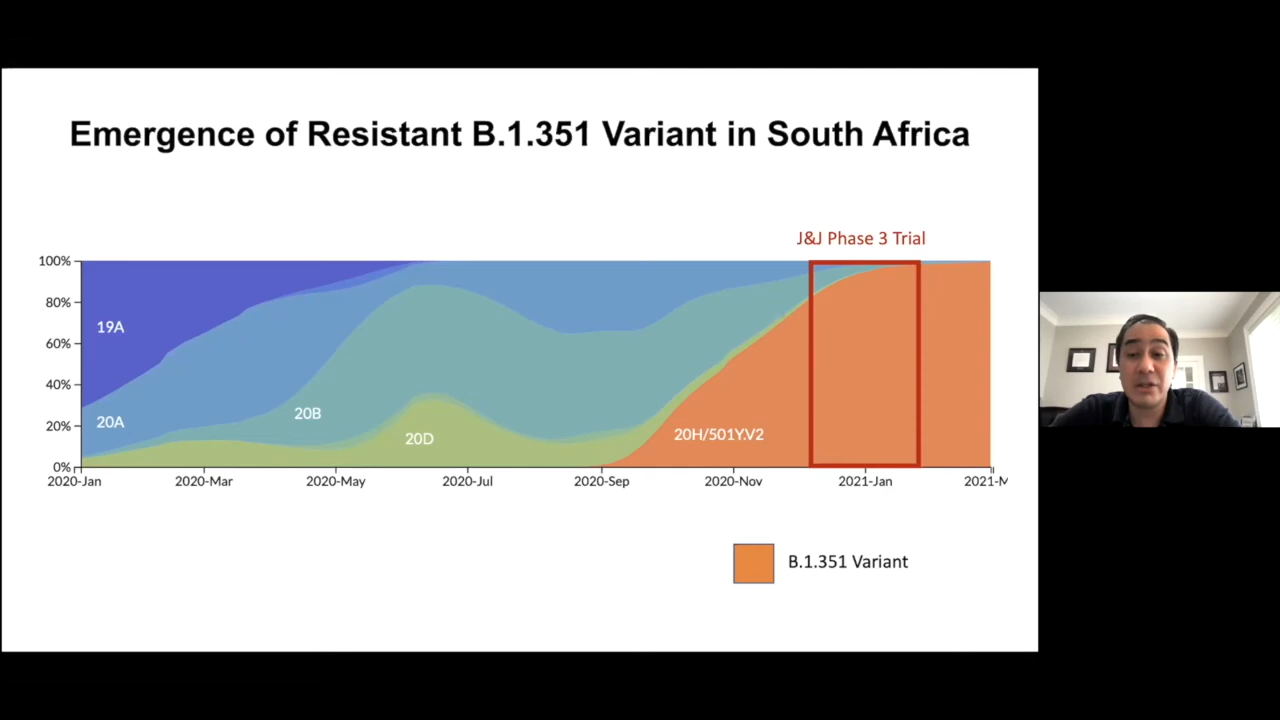 Emergence of Resistant B.1.351 Variant in South Africa
J&J Phase 3 Trial
100%
80%
60%
40%
20%
0%
19A
20A
20B
20D
20H/501Y.V2
2020-Jan
2020-Mar
2020-May
2020-Jul
2020-Sep
2020-Nov
2021-Jan
2021-M
B.1.351 Variant